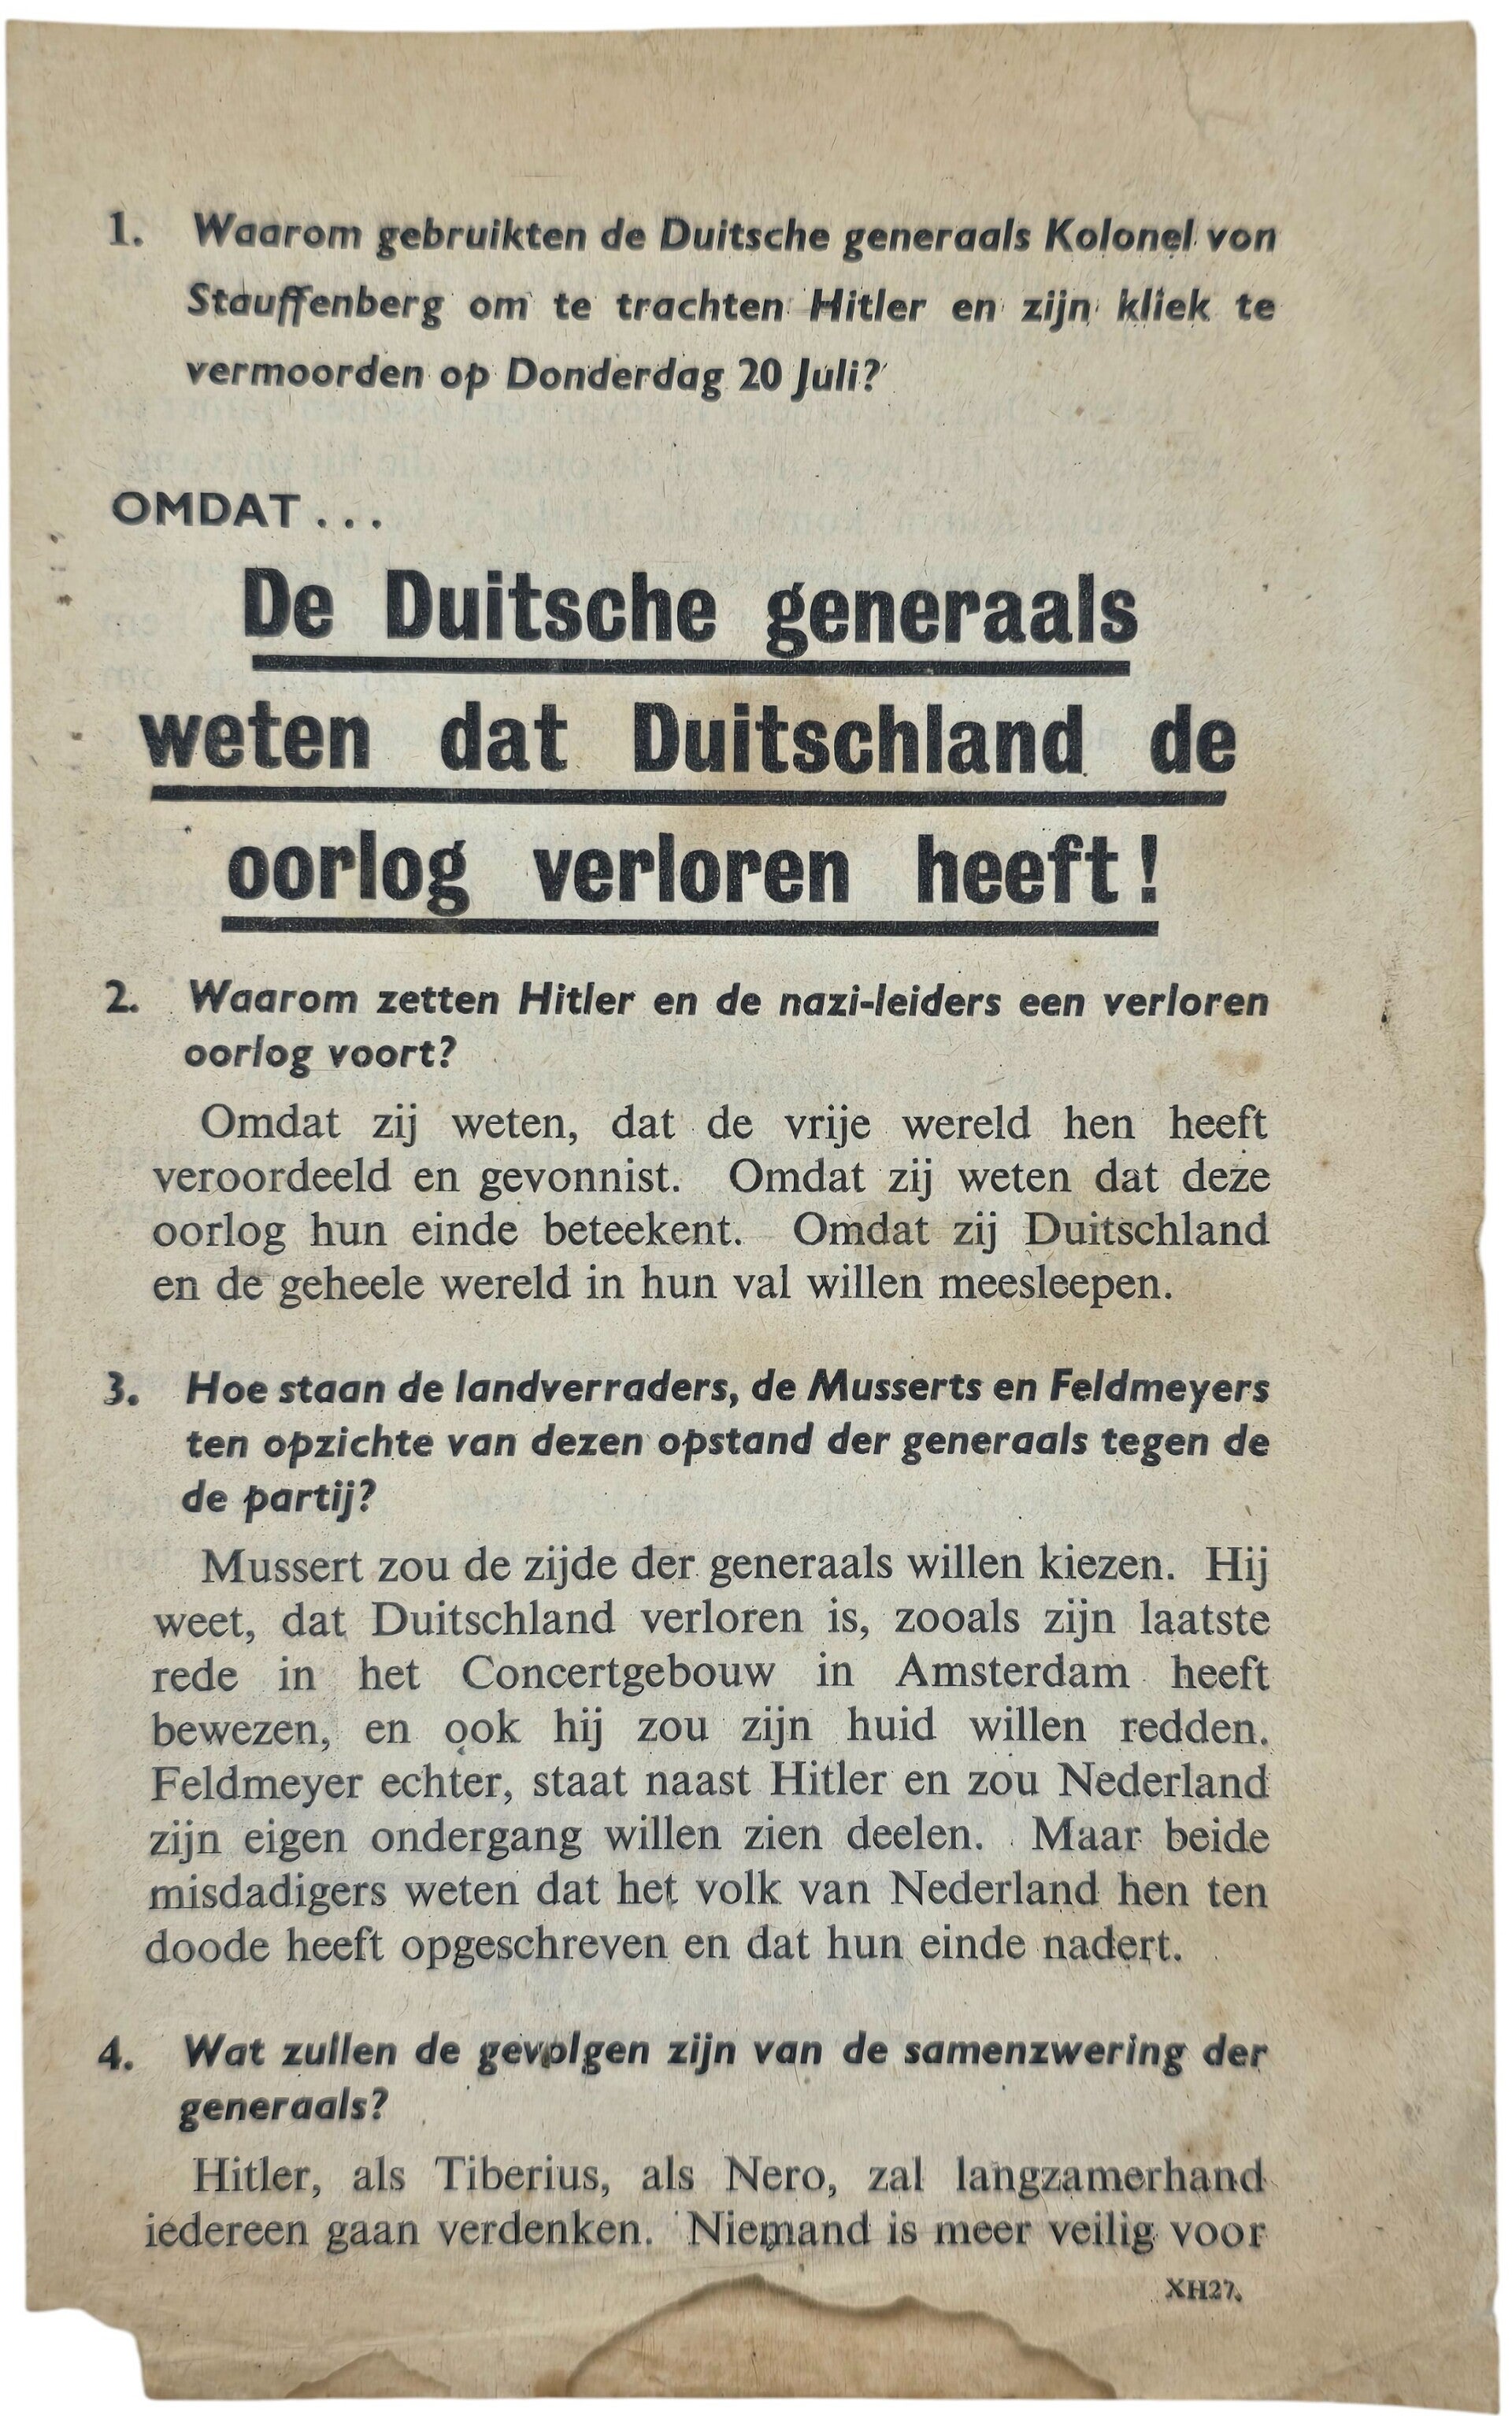 1. Waarom gebruikten de Duitsche generaals Kolonel von
Stauffenberg om te trachten Hitler en zijn kliek te
vermoorden op Donderdag 20 Juli?
OMDAT . . .
De Duitsche generaals
weten dat Duitschland de
oorlog verloren heeft!
2. Waarom zetten Hitler en de nazi-leiders een verloren
oorlog voort?
Omdat zij weten, dat de vrije wereld hen heeft
veroordeeld en gevonnist. Omdat zij weten dat deze
oorlog hun einde beteekent. Omdat zij Duitschland
en de geheele wereld in hun val willen meesleepen.
3. Hoe staan de landverraders, de Musserts en Feldmeyers
ten opzichte van dezen opstand der generaals tegen de
de partij?
Mussert zou de zijde der generaals willen kiezen. Hij
weet, dat Duitschland verloren is, zooals zijn laatste
rede in het Concertgebouw in Amsterdam heeft
bewezen, en ook hij zou zijn huid willen redden.
Feldmeyer echter, staat naast Hitler en zou Nederland
zijn eigen ondergang willen zien deelen. Maar beide
misdadigers weten dat het volk van Nederland hen ten
doode heeft opgeschreven en dat hun einde nadert.
4. Wat zullen de gevolgen zijn van de samenzwering der
generaals?
Hitler, als Tiberius, als Nero, zal langzamerhand
iedereen gaan verdenken. Niemand is meer veilig voor
XH27.